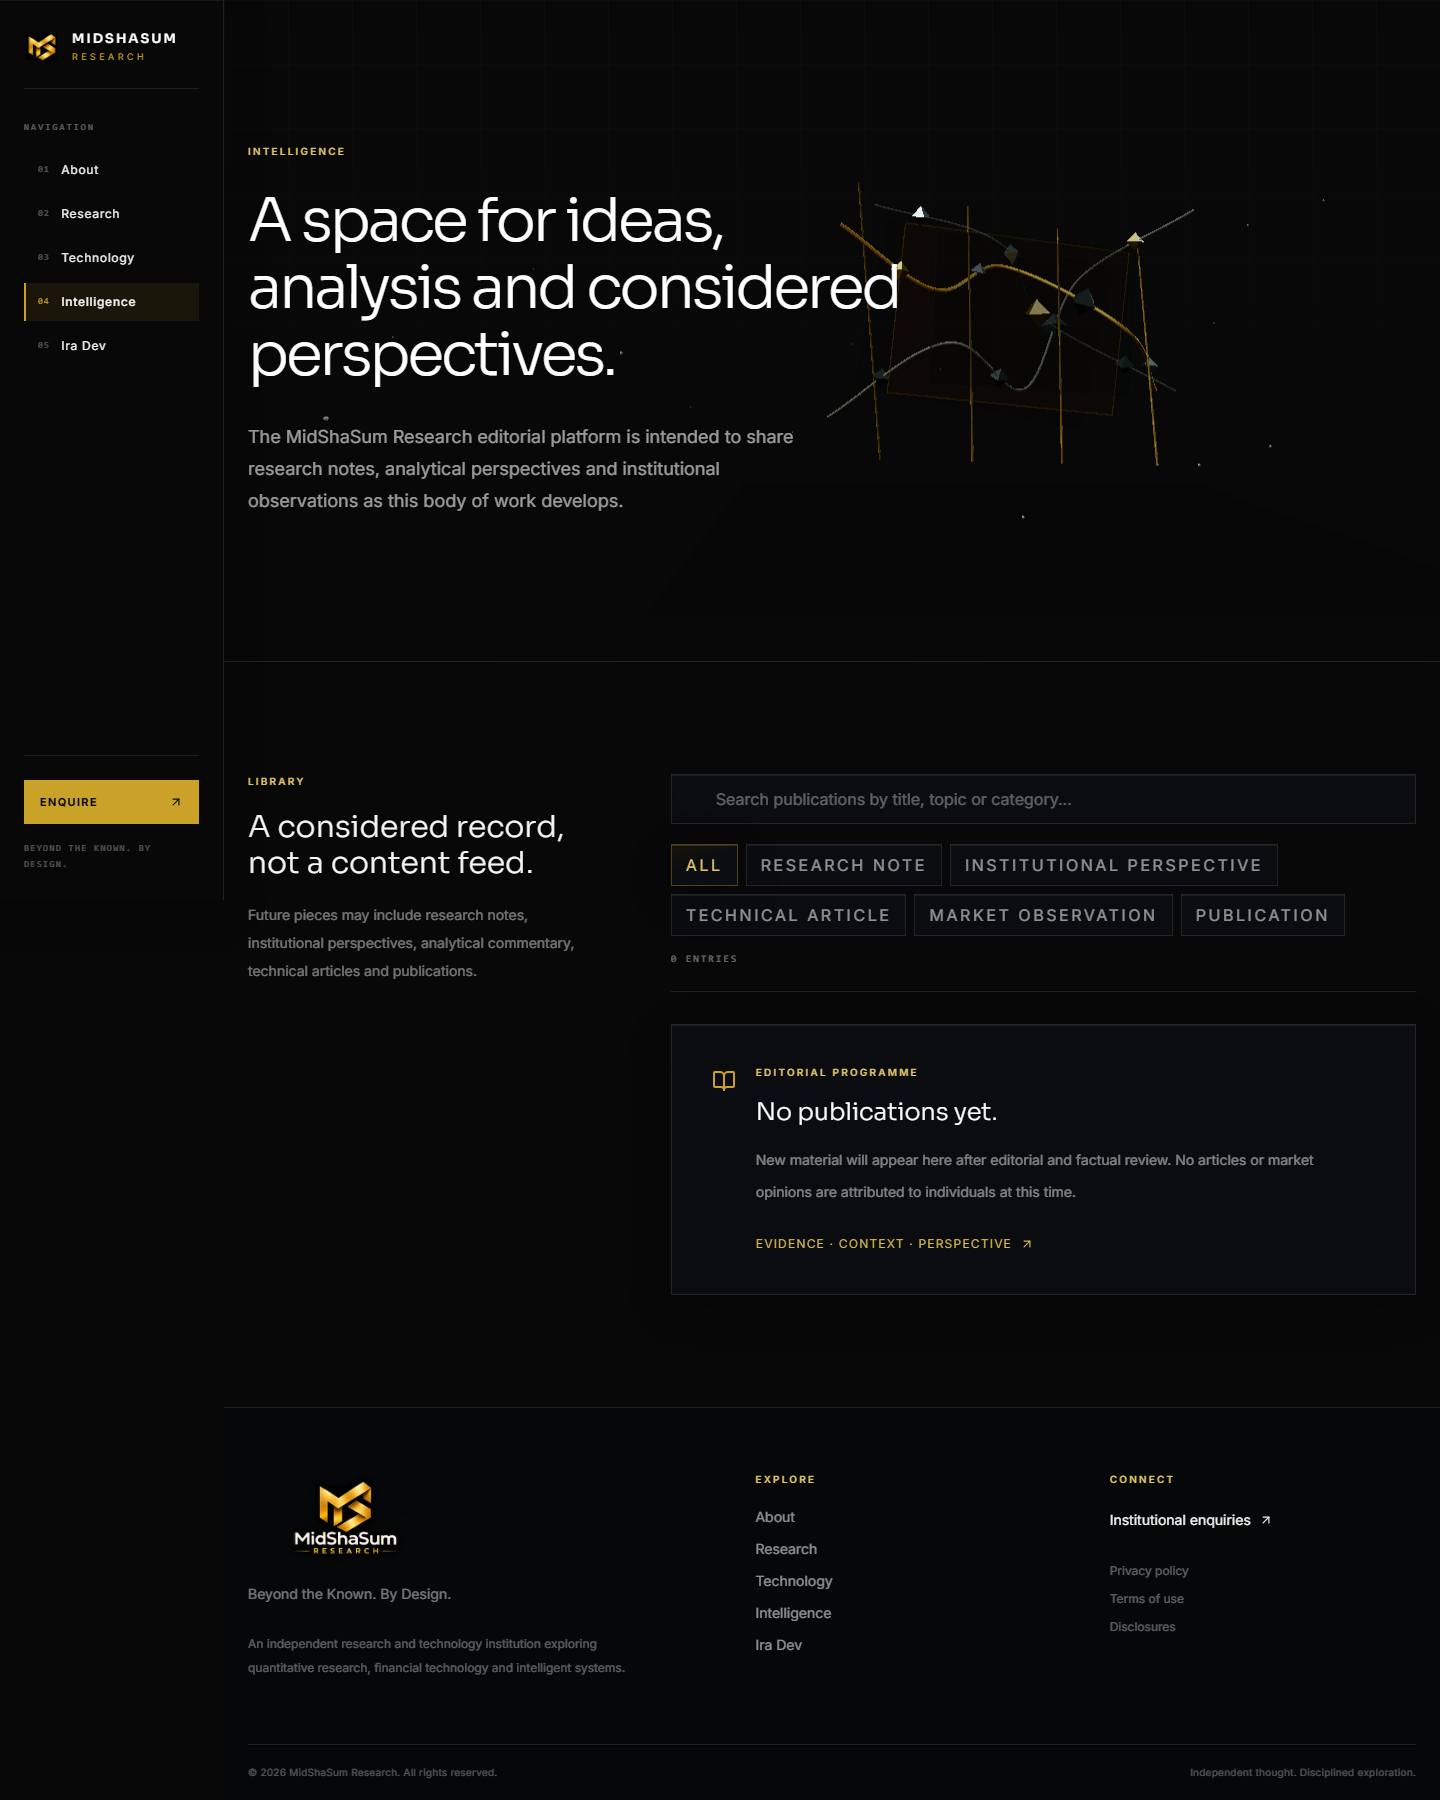 MIDSHASUM
RESEARCH
NAVIGATION
01 About
02 Research
03 Technology
04 Intelligence
05 Ira Dev
ENQUIRE
BEYOND THE KNOWN. BY
DESIGN.
INTELLIGENCE
A space for ideas,
analysis and considered
perspectives.
The MidShaSum Research editorial platform is intended to share
research notes, analytical perspectives and institutional
observations as this body of work develops.
LIBRARY
A considered record,
not a content feed.
Future pieces may include research notes,
institutional perspectives, analytical commentary,
technical articles and publications.
Search publications by title, topic or category...
ALL RESEARCH NOTE INSTITUTIONAL PERSPECTIVE
TECHNICAL ARTICLE MARKET OBSERVATION PUBLICATION
0 ENTRIES
EDITORIAL PROGRAMME
No publications yet.
New material will appear here after editorial and factual review. No articles or market
opinions are attributed to individuals at this time.
EVIDENCE · CONTEXT · PERSPECTIVE
MidShaSum
RESEARCH
Beyond the Known. By Design.
An independent research and technology institution exploring
quantitative research, financial technology and intelligent systems.
EXPLORE
About
Research
Technology
Intelligence
Ira Dev
CONNECT
Institutional enquiries
Privacy policy
Terms of use
Disclosures
© 2026 MidShaSum Research. All rights reserved.
Independent thought. Disciplined exploration.